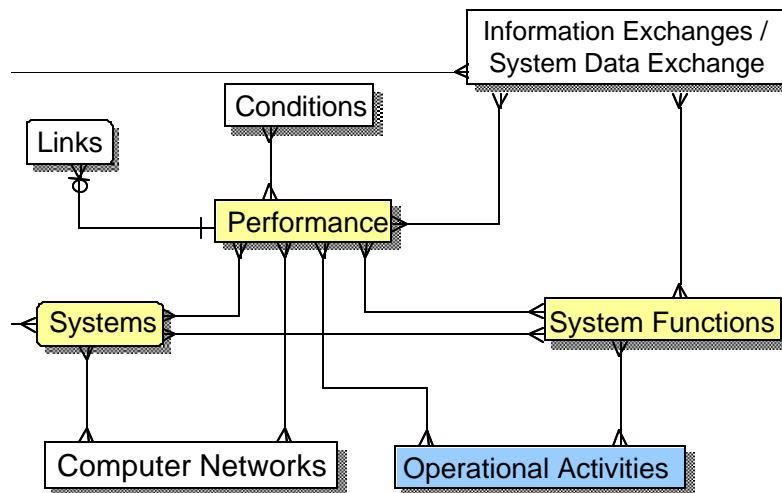 Information Exchanges /
System Data Exchange
Conditions
Links
Performance
Systems
System Functions
Computer Networks
Operational Activities